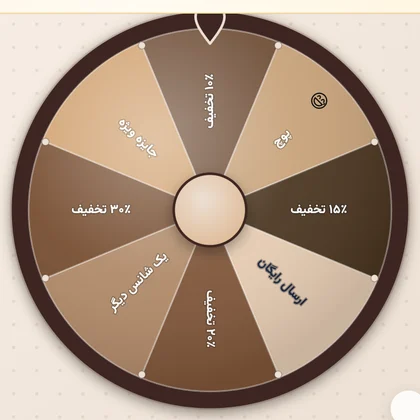 ۱۰٪ تخفیف
پوچ
۱۵٪ تخفیف
ارسال رایگان
۲۰٪ تخفیف
یک شانس دیگر
۳۰٪ تخفیف
جایزه ویژه